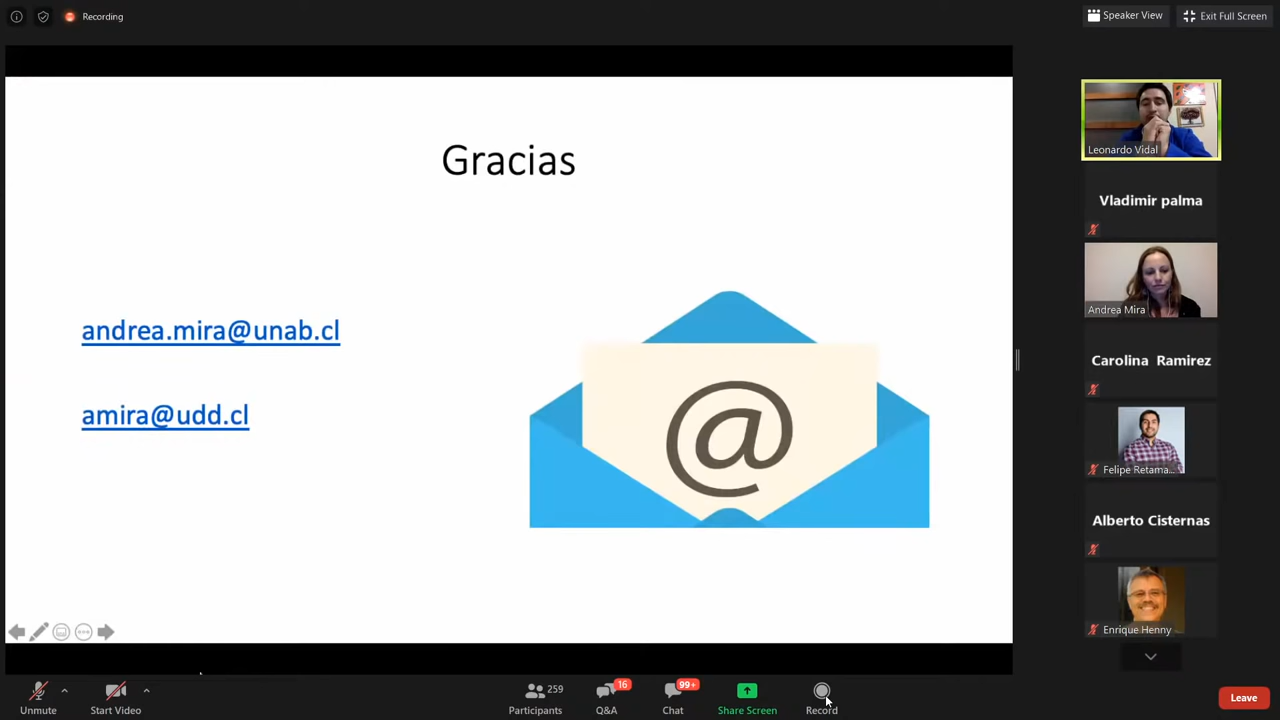 Recording
Speaker View
Exit Full Screen
Gracias
andrea.mira@unab.cl
amira@udd.cl
@
Leonardo Vidal
Vladimir palma
Andrea Mira
Carolina Ramirez
Felipe Retama...
Alberto Cisternas
Enrique Henny
Unmute
Start Video
259
Participants
16
Q&A
99+
Chat
Share Screen
Record
Leave